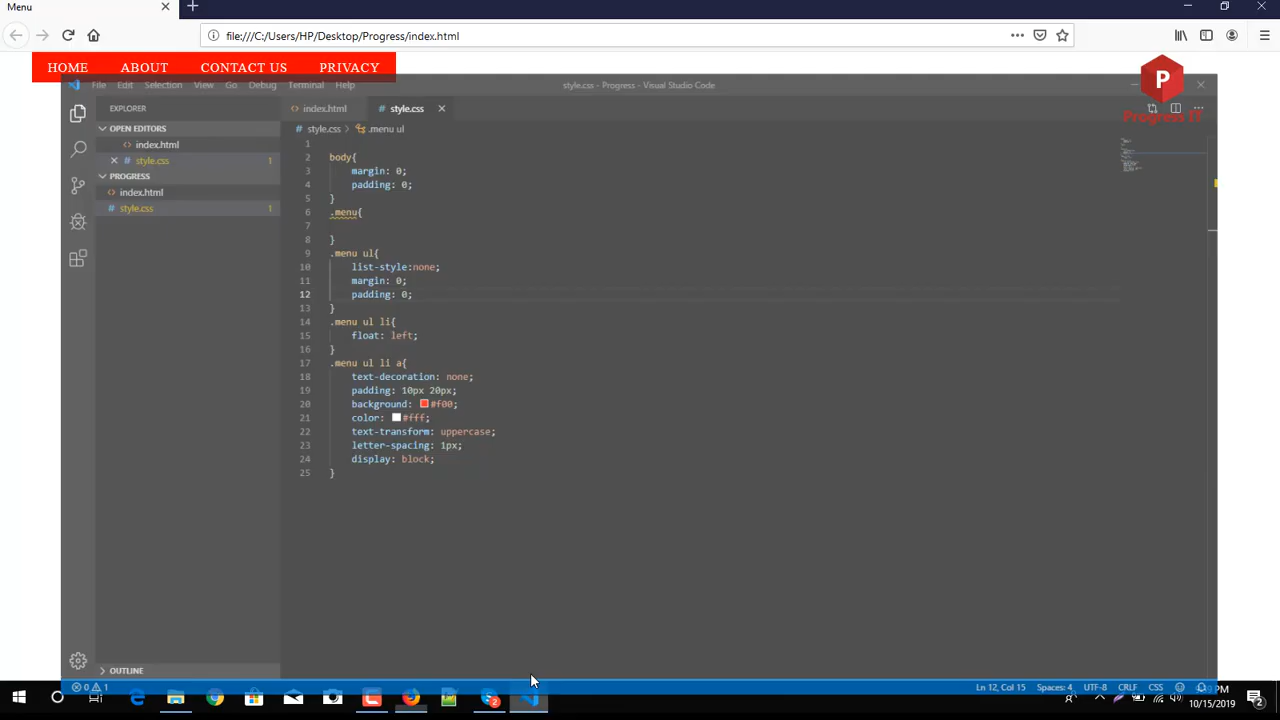 Menu
file:///C:/Users/HP/Desktop/Progress/index.html
HOME ABOUT CONTACT US PRIVACY
P
Progress IT
File Edit Selection View Go Debug Terminal Help
style.css - Progress - Visual Studio Code
EXPLORER
index.html style.css
OPEN EDITORS
style.css > .menu ul
index.html
style.css 1
PROGRESS
index.html
style.css 1
1
2 body{
3 margin: 0;
4 padding: 0;
5 }
6 .menu{
7
8 }
9 .menu ul{
10 list-style:none;
11 margin: 0;
12 padding: 0;
13 }
14 .menu ul li{
15 float: left;
16 }
17 .menu ul li a{
18 text-decoration: none;
19 padding: 10px 20px;
20 background: #f00;
21 color: #fff;
22 text-transform: uppercase;
23 letter-spacing: 1px;
24 display: block;
25 }
OUTLINE
0 1
Ln 12, Col 15 Spaces: 4 UTF-8 CRLF CSS
2
PM
10/15/2019
2